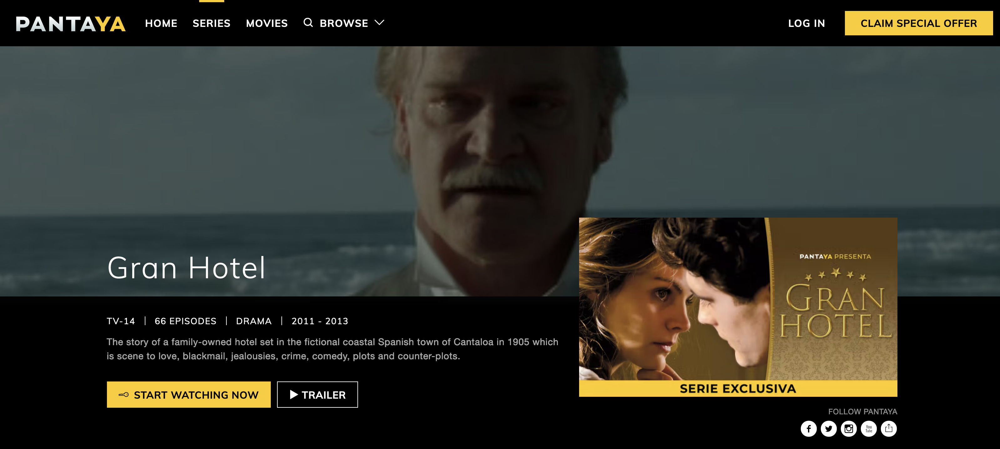 PANTAYA
HOME
SERIES
MOVIES
BROWSE
LOG IN
CLAIM SPECIAL OFFER
Gran Hotel
TV-14 | 66 EPISODES | DRAMA | 2011 - 2013
The story of a family-owned hotel set in the fictional coastal Spanish town of Cantaloa in 1905 which
is scene to love, blackmail, jealousies, crime, comedy, plots and counter-plots.
START WATCHING NOW
TRAILER
PANTAYA PRESENTA
GRAN
HOTEL
SERIE EXCLUSIVA
FOLLOW PANTAYA
You
Tube